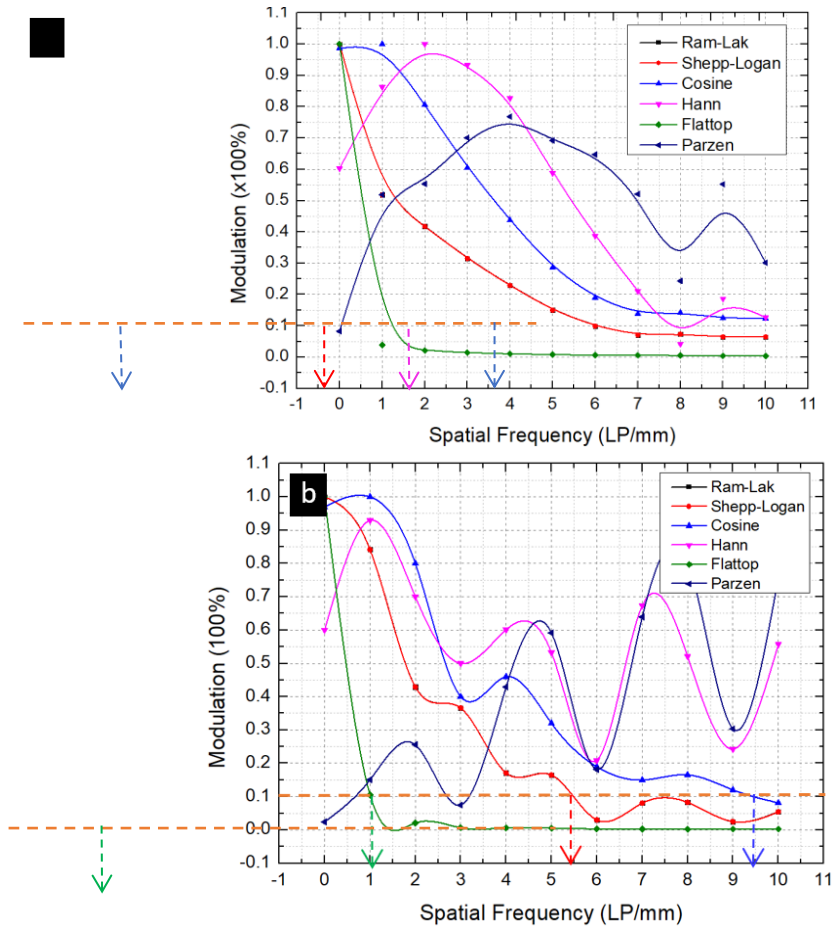 1.1
1.0
0.9
0.8
0.7
0.6
0.5
0.4
0.3
0.2
0.1
0.0
-0.1
Modulation (x100%)
Ram-Lak
Shepp-Logan
Cosine
Hann
Flattop
Parzen
-1 0 1 2 3 4 5 6 7 8 9 10
Spatial Frequency (LP/mm)
b
1.1
1.0
0.9
0.8
0.7
0.6
0.5
0.4
0.3
0.2
0.1
0.0
-0.1
Modulation (100%)
Ram-Lak
Shepp-Logan
Cosine
Hann
Flattop
Parzen
-1 0 1 2 3 4 5 6 7 8 9 10
Spatial Frequency (LP/mm)